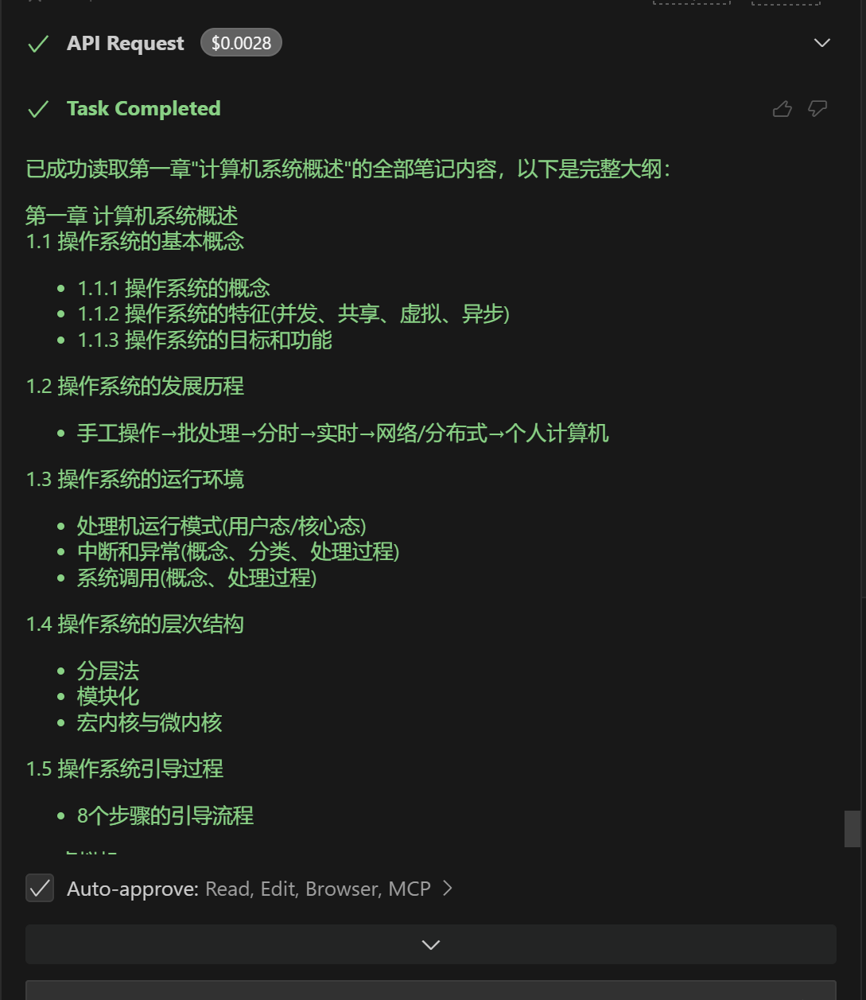 API Request $0.0028
Task Completed
已成功读取第一章"计算机系统概述"的全部笔记内容，以下是完整大纲：
第一章 计算机系统概述
1.1 操作系统的基本概念
1.1.1 操作系统的概念
1.1.2 操作系统的特征(并发、共享、虚拟、异步)
1.1.3 操作系统的目标和功能
1.2 操作系统的发展历程
手工操作→批处理→分时→实时→网络/分布式→个人计算机
1.3 操作系统的运行环境
处理机运行模式(用户态/核心态)
中断和异常(概念、分类、处理过程)
系统调用(概念、处理过程)
1.4 操作系统的层次结构
分层法
模块化
宏内核与微内核
1.5 操作系统引导过程
8个步骤的引导流程
Auto-approve: Read, Edit, Browser, MCP